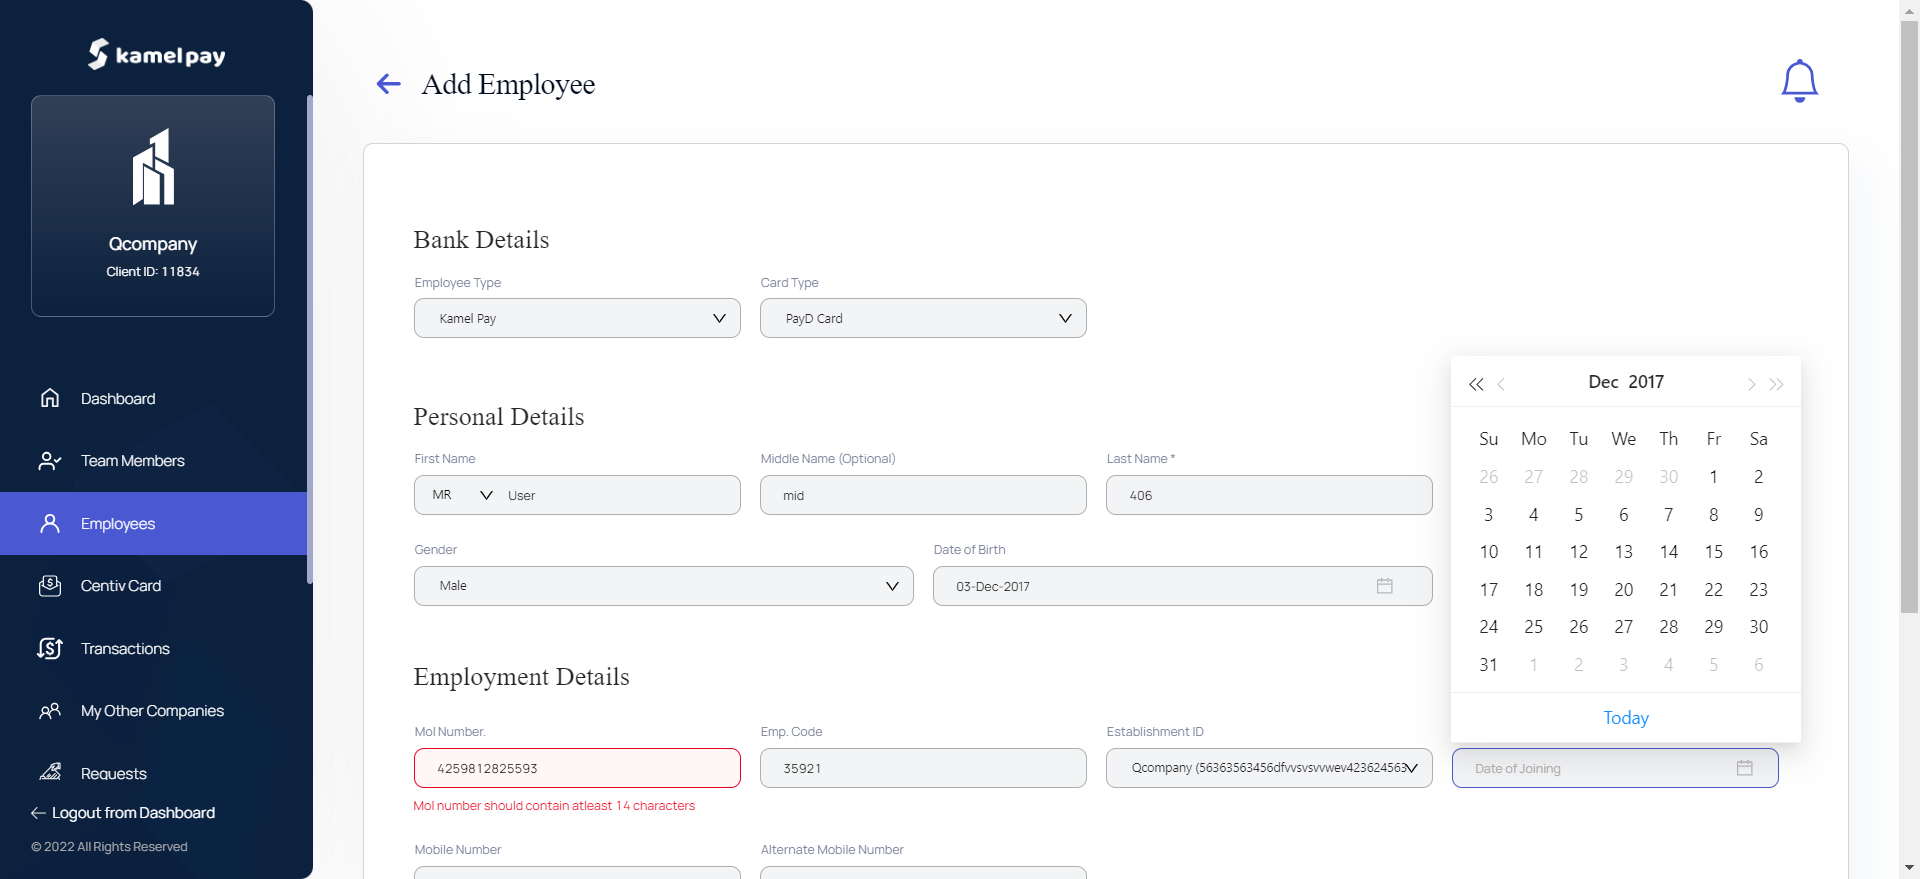 kamelpay
Qcompany
Client ID: 11834
Dashboard
Team Members
Employees
Centiv Card
Transactions
My Other Companies
Requests
Logout from Dashboard
© 2022 All Rights Reserved
Add Employee
Bank Details
Employee Type
Card Type
Kamel Pay
PayD Card
Personal Details
First Name
Middle Name (Optional)
Last Name *
MR User
mid
406
Gender
Date of Birth
Male
03-Dec-2017
Employment Details
Mol Number.
Emp. Code
Establishment ID
4259812825593
35921
Qcompany (56363563456dfvvsvsvvwev423624563
Date of Joining
Mol number should contain atleast 14 characters
Mobile Number
Alternate Mobile Number
Dec 2017
Su Mo Tu We Th Fr Sa
26 27 28 29 30 1 2
3 4 5 6 7 8 9
10 11 12 13 14 15 16
17 18 19 20 21 22 23
24 25 26 27 28 29 30
31 1 2 3 4 5 6
Today